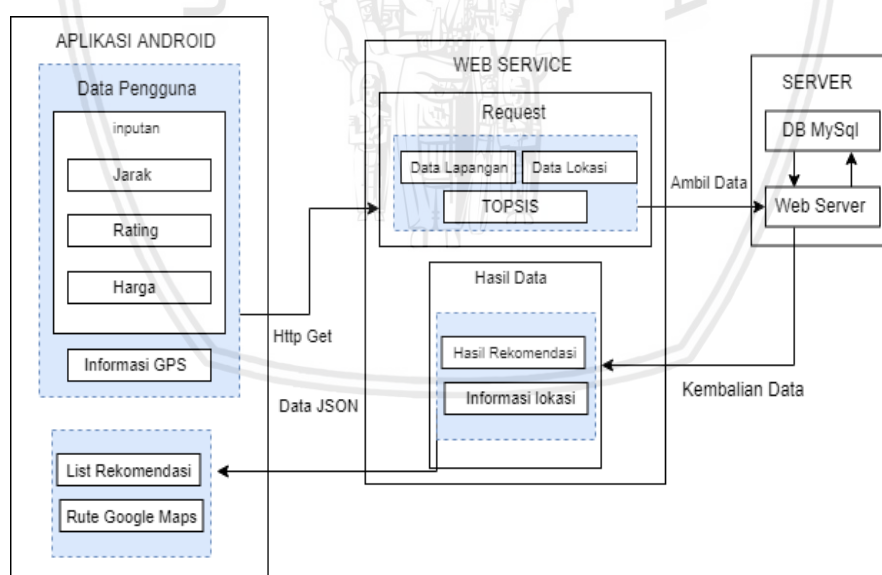 APLIKASI ANDROID
Data Pengguna
inputan
Jarak
Rating
Harga
Informasi GPS
List Rekomendasi
Rute Google Maps
Http Get
Data JSON
WEB SERVICE
Request
Data Lapangan
Data Lokasi
TOPSIS
Hasil Data
Hasil Rekomendasi
Informasi lokasi
Ambil Data
Kembalian Data
SERVER
DB MySql
Web Server